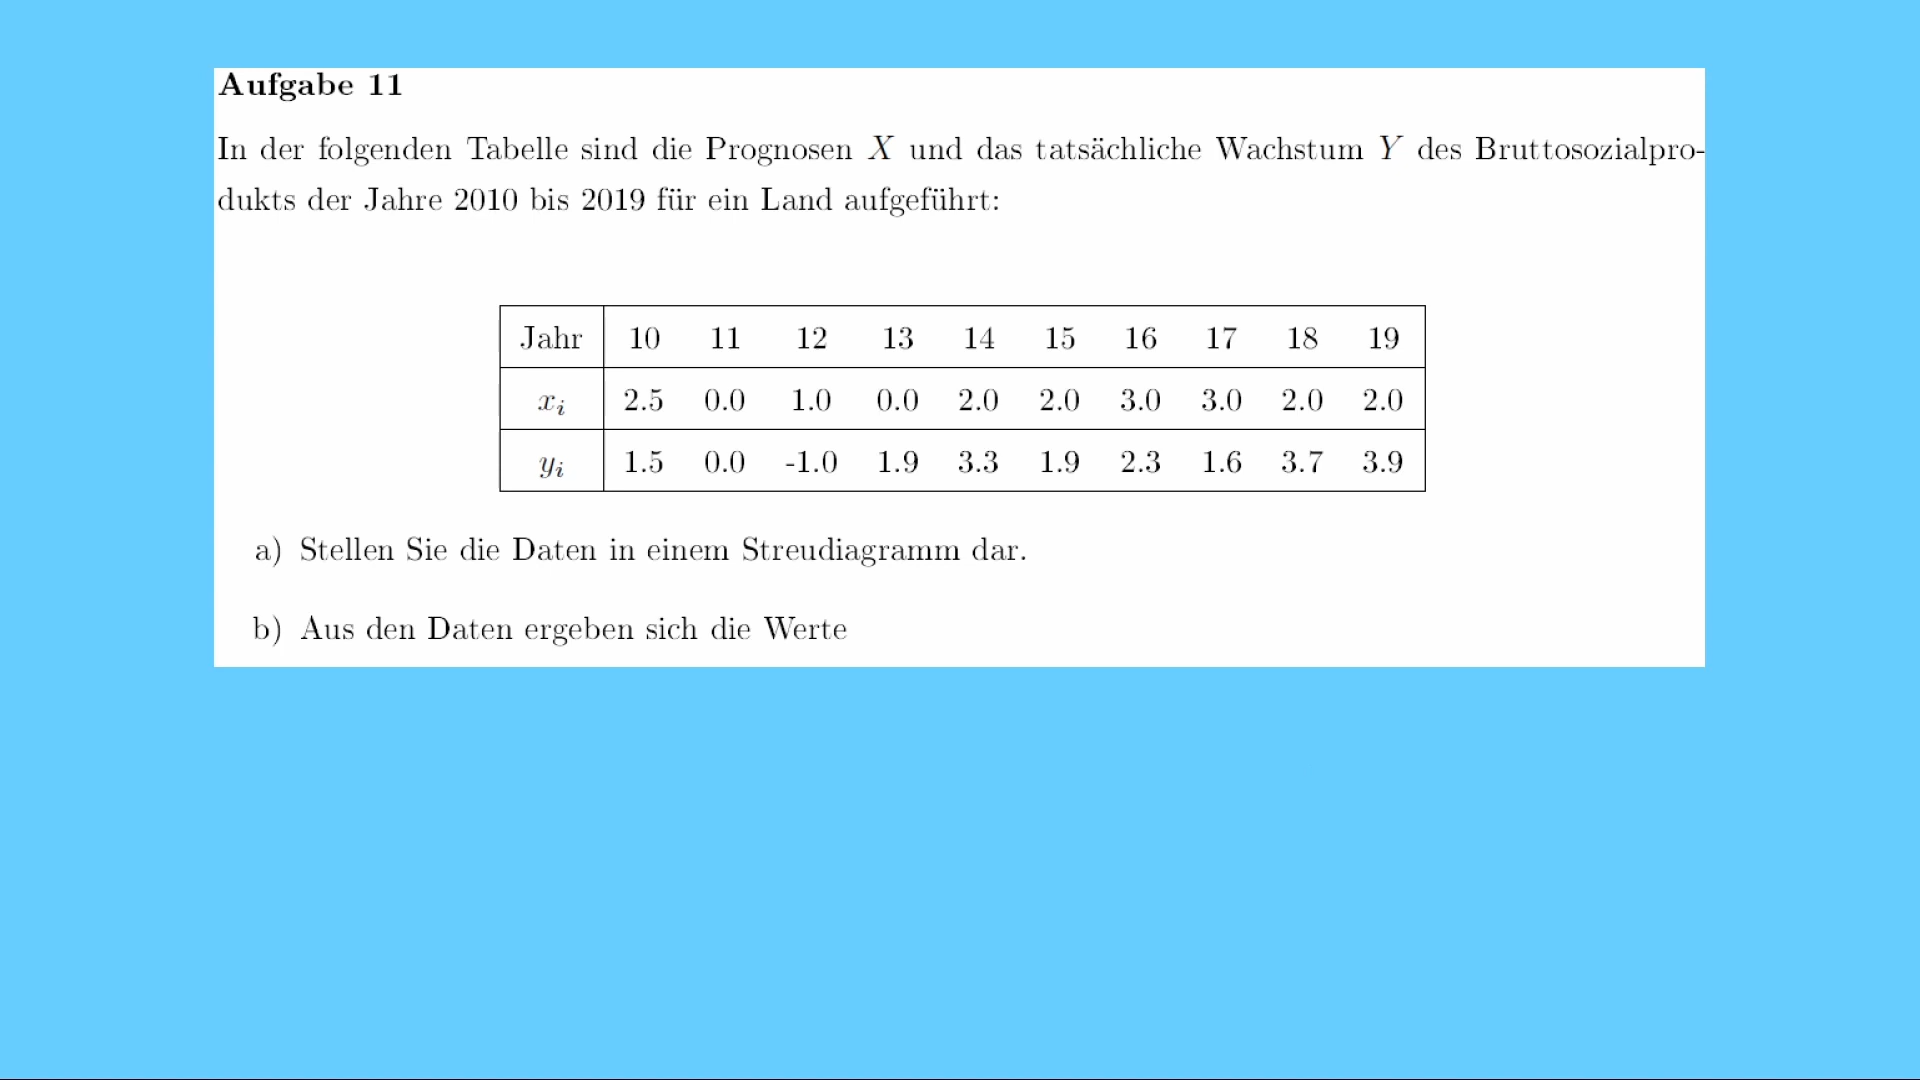 Aufgabe 11
In der folgenden Tabelle sind die Prognosen X und das tatsächliche Wachstum Y des Bruttosozialpro-
dukts der Jahre 2010 bis 2019 für ein Land aufgeführt:
Jahr 10 11 12 13 14 15 16 17 18 19
xi 2.5 0.0 1.0 0.0 2.0 2.0 3.0 3.0 2.0 2.0
yi 1.5 0.0 -1.0 1.9 3.3 1.9 2.3 1.6 3.7 3.9
a) Stellen Sie die Daten in einem Streudiagramm dar.
b) Aus den Daten ergeben sich die Werte